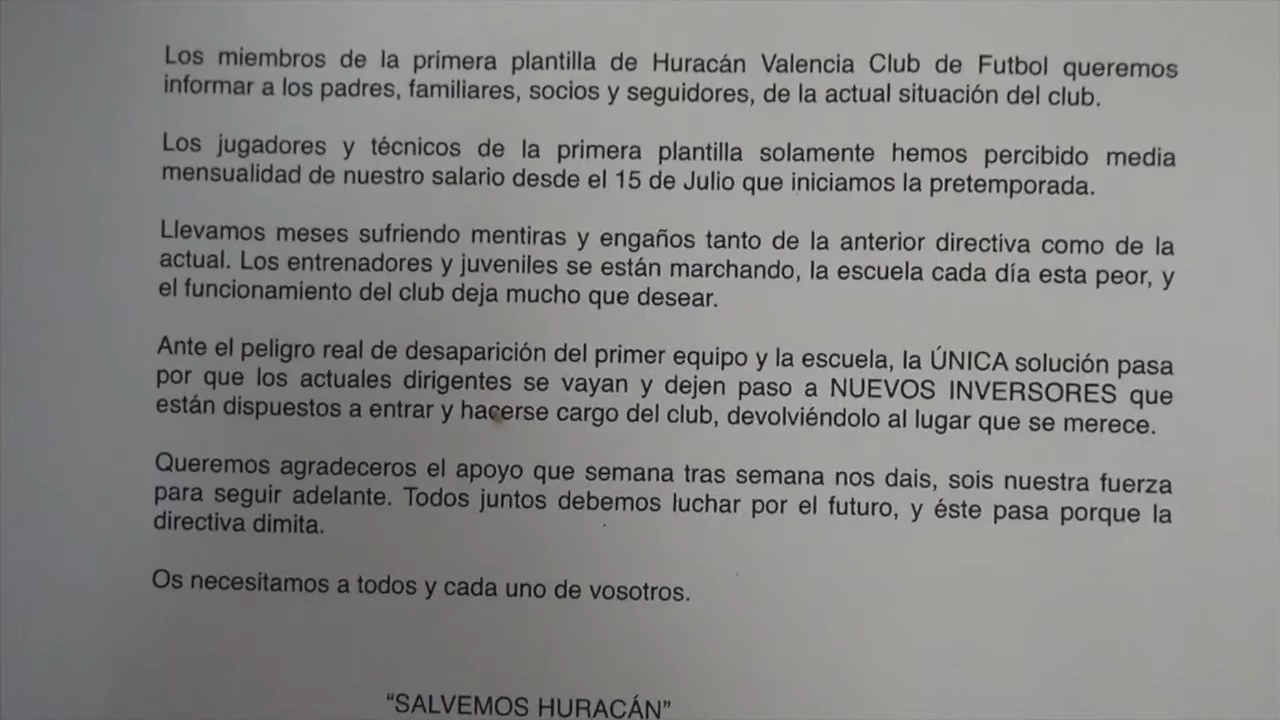 Los miembros de la primera plantilla de Huracán Valencia Club de Futbol queremos
informar a los padres, familiares, socios y seguidores, de la actual situación del club.
Los jugadores y técnicos de la primera plantilla solamente hemos percibido media
mensualidad de nuestro salario desde el 15 de Julio que iniciamos la pretemporada.
Llevamos meses sufriendo mentiras y engaños tanto de la anterior directiva como de la
actual. Los entrenadores y juveniles se están marchando, la escuela cada día esta peor, y
el funcionamiento del club deja mucho que desear.
Ante el peligro real de desaparición del primer equipo y la escuela, la ÚNICA solución pasa
por que los actuales dirigentes se vayan y dejen paso a NUEVOS INVERSORES que
están dispuestos a entrar y hacerse cargo del club, devolviéndolo al lugar que se merece.
Queremos agradeceros el apoyo que semana tras semana nos dais, sois nuestra fuerza
para seguir adelante. Todos juntos debemos luchar por el futuro, y éste pasa porque la
directiva dimita.
Os necesitamos a todos y cada uno de vosotros.
“SALVEMOS HURACÁN”